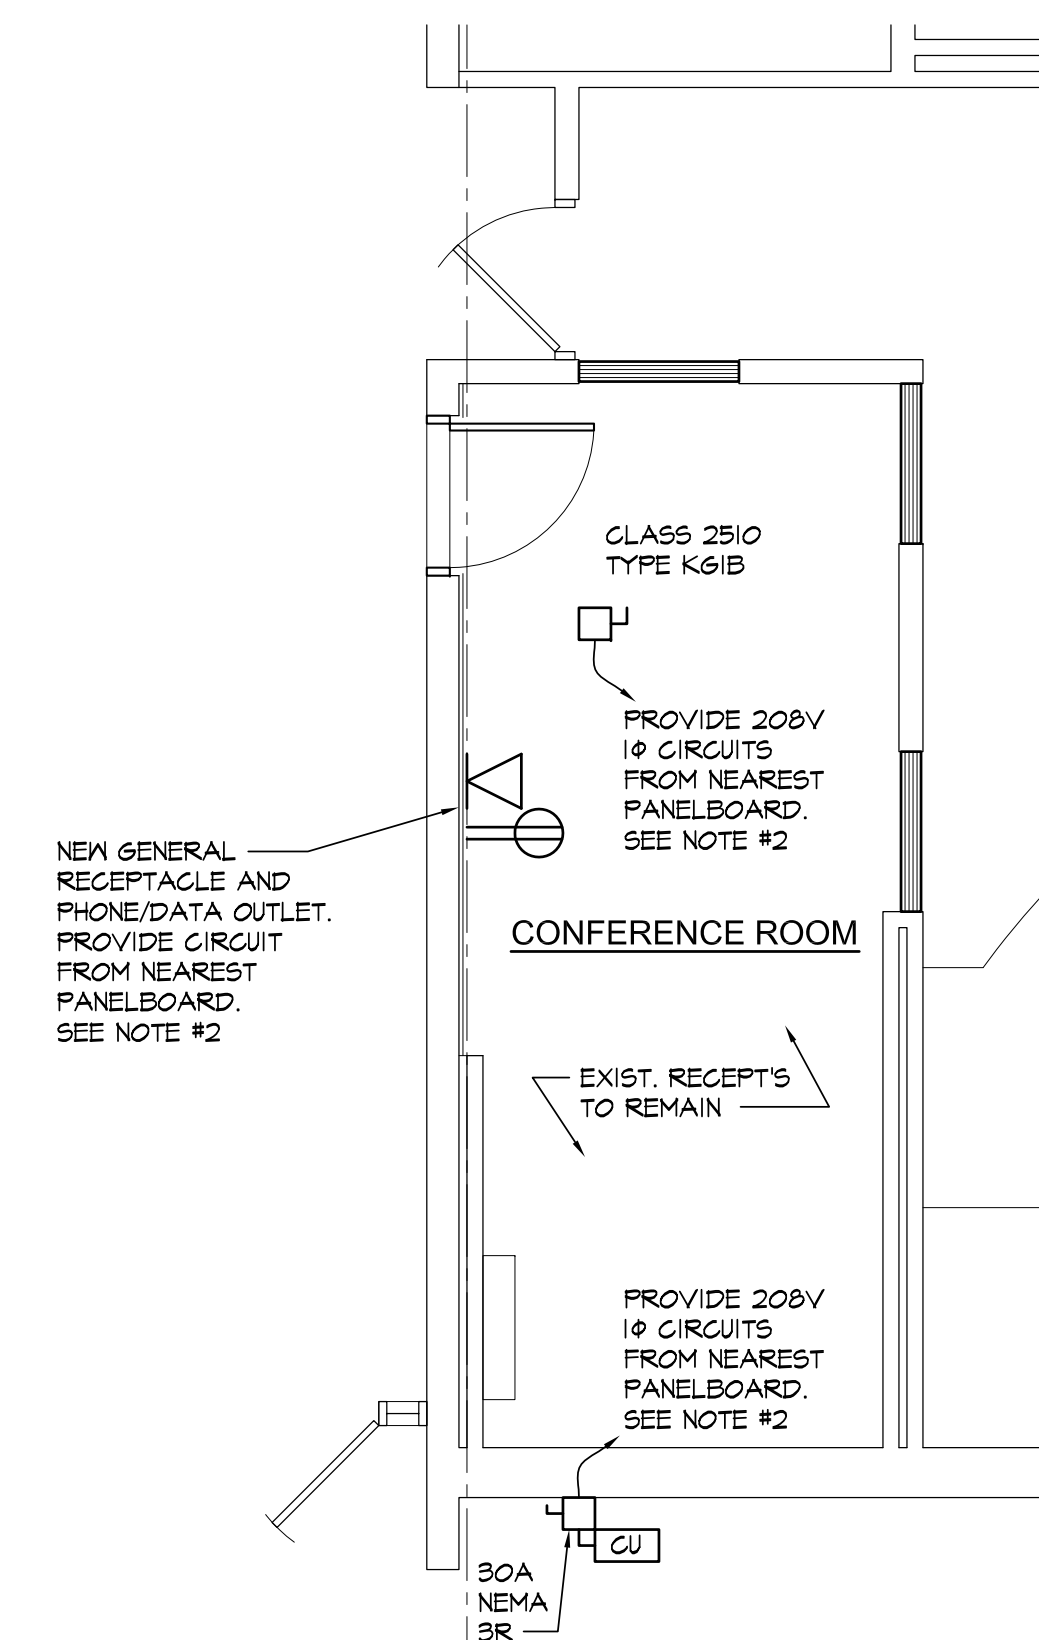 CLASS 2510
TYPE KG1B
PROVIDE 208V
1Φ CIRCUITS
FROM NEAREST
PANELBOARD.
SEE NOTE #2
NEW GENERAL
RECEPTACLE AND
PHONE/DATA OUTLET.
PROVIDE CIRCUIT
FROM NEAREST
PANELBOARD.
SEE NOTE #2
CONFERENCE ROOM
EXIST. RECEPT'S
TO REMAIN
PROVIDE 208V
1Φ CIRCUITS
FROM NEAREST
PANELBOARD.
SEE NOTE #2
CU
30A
NEMA
3R